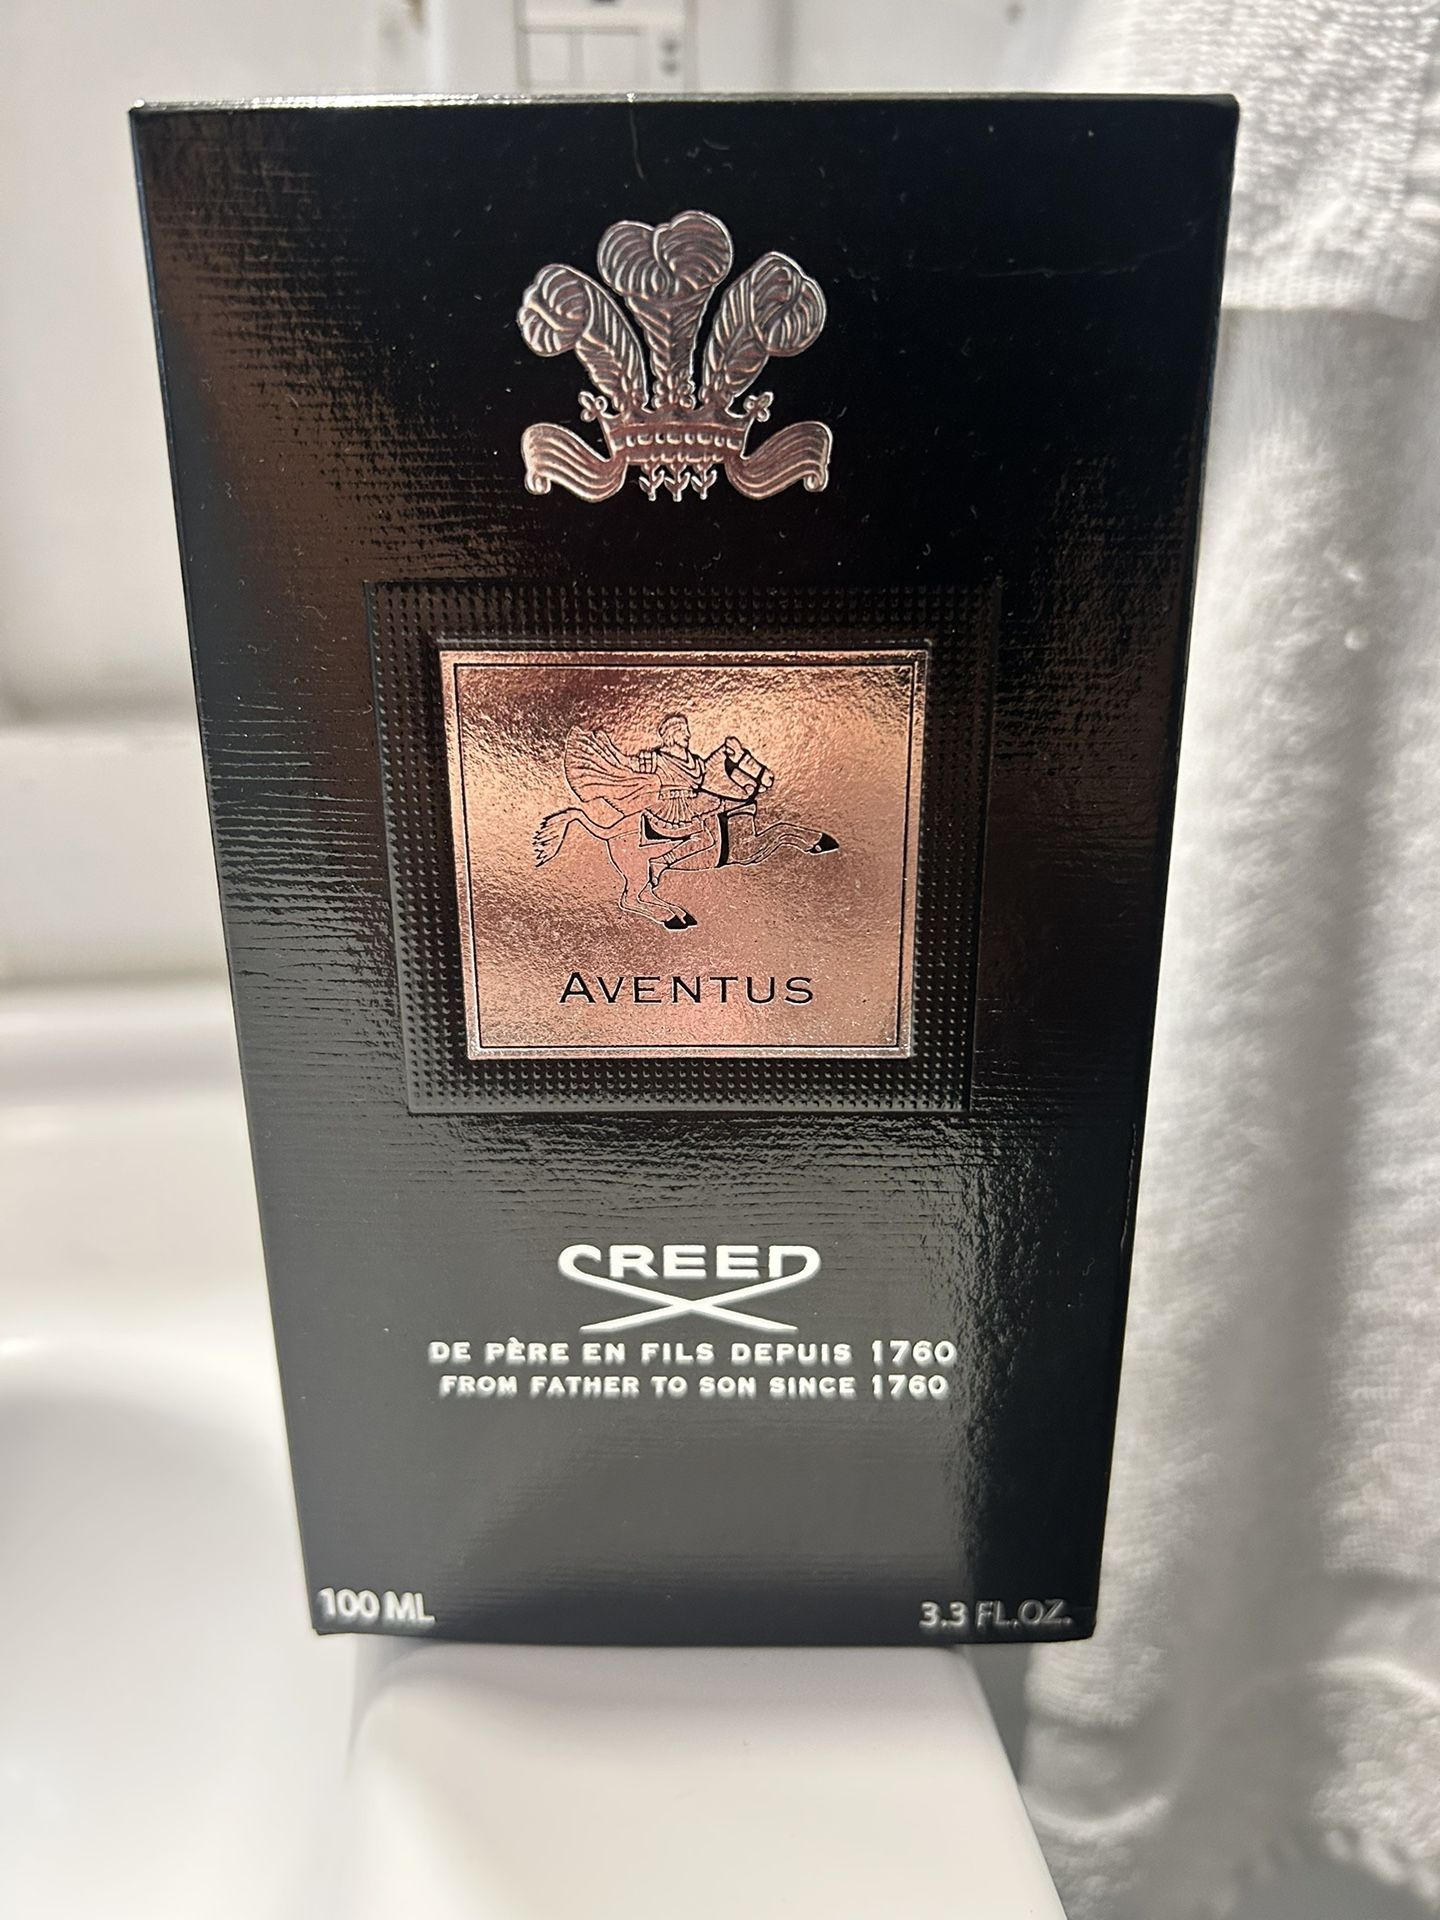 AVENTUS
CREED
DE PÈRE EN FILS DEPUIS 1760
FROM FATHER TO SON SINCE 1760
100 ML
3.3 FL.OZ.